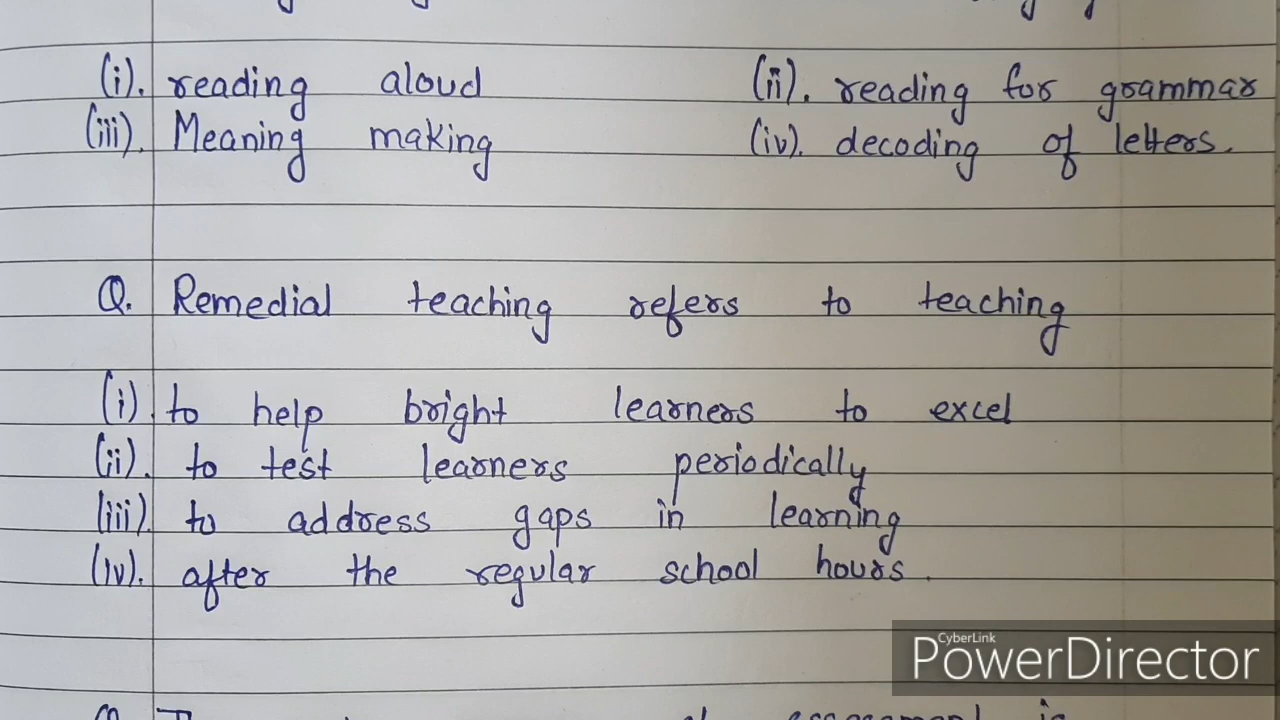 (i). reading aloud (ii). reading for grammar
(iii). Meaning making (iv). decoding of letters.
Q. Remedial teaching refers to teaching
(i) to help bright learners to excel
(ii). to test learners periodically
(iii). to address gaps in learning
(iv). after the regular school hours.
CyberLink
PowerDirector